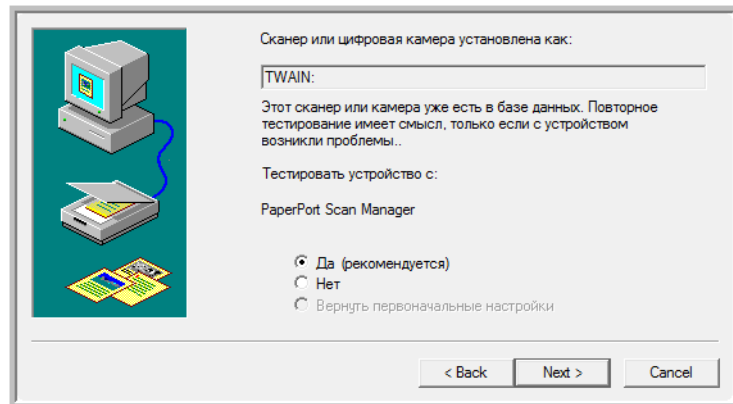 Сканер или цифровая камера установлена как:
TWAIN:
Этот сканер или камера уже есть в базе данных. Повторное
тестирование имеет смысл, только если с устройством
возникли проблемы..
Тестировать устройство с:
PaperPort Scan Manager
Да (рекомендуется)
Нет
Вернуть первоначальные настройки
< Back Next > Cancel